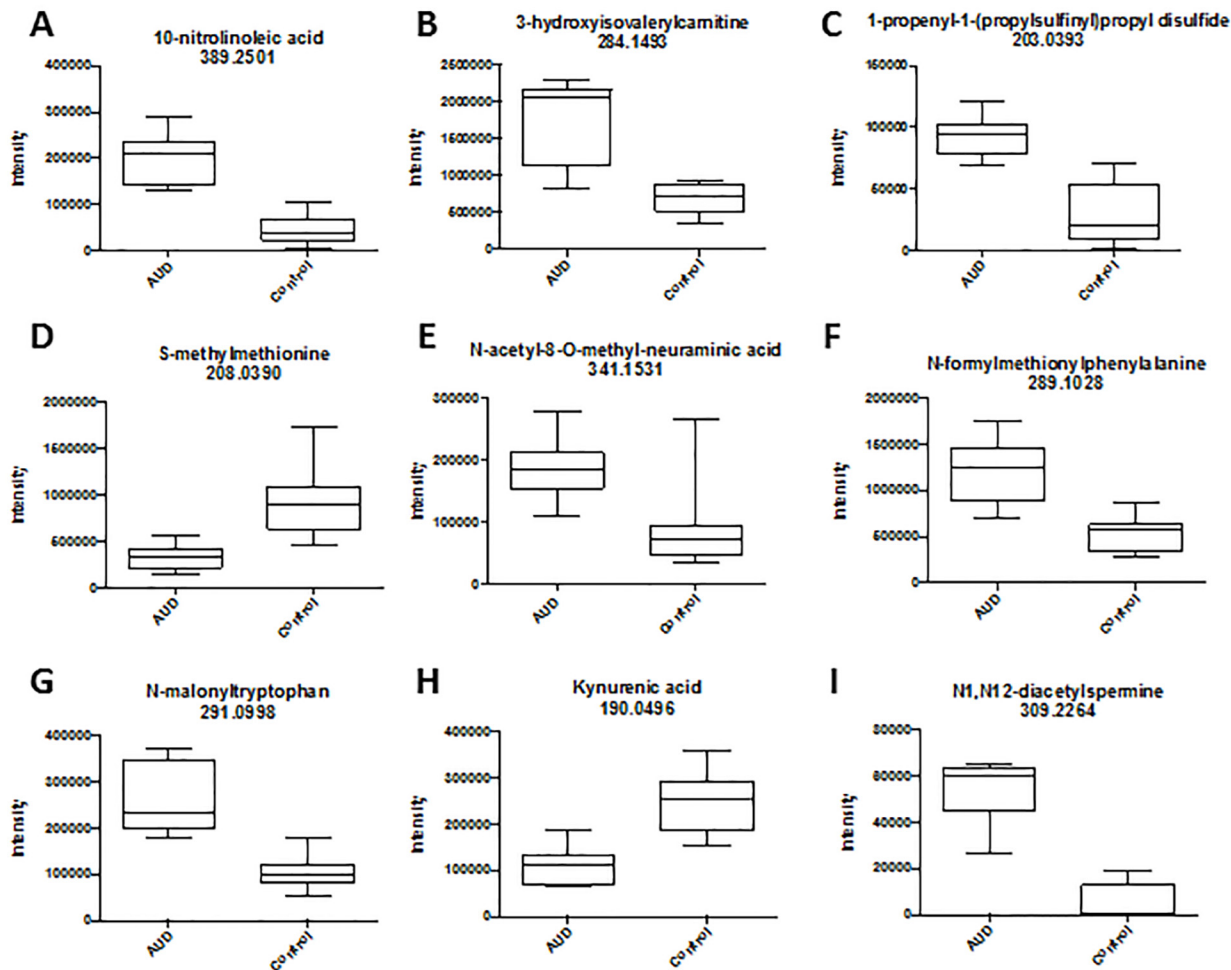 A
10-nitrolinoleic acid
389.2501
Intensity
400000
300000
200000
100000
0
AUD
Control
B
3-hydroxyisovalerylcarnitine
284.1493
Intensity
2500000
2000000
1500000
1000000
500000
0
AUD
Control
C
1-propenyl-1-(propylsulfinyl)propyl disulfide
203.0393
Intensity
150000
100000
50000
0
AUD
Control
D
S-methylmethionine
208.0390
Intensity
2000000
1500000
1000000
500000
0
AUD
Control
E
N-acetyl-8-O-methyl-neuraminic acid
341.1531
Intensity
300000
200000
100000
0
AUD
Control
F
N-formylmethionylphenylalanine
289.1028
Intensity
2000000
1500000
1000000
500000
0
AUD
Control
G
N-malonyltryptophan
291.0998
Intensity
400000
300000
200000
100000
0
AUD
Control
H
Kynurenic acid
190.0496
Intensity
400000
300000
200000
100000
0
AUD
Control
I
N1,N12-diacetylspermine
309.2264
Intensity
80000
60000
40000
20000
0
AUD
Control